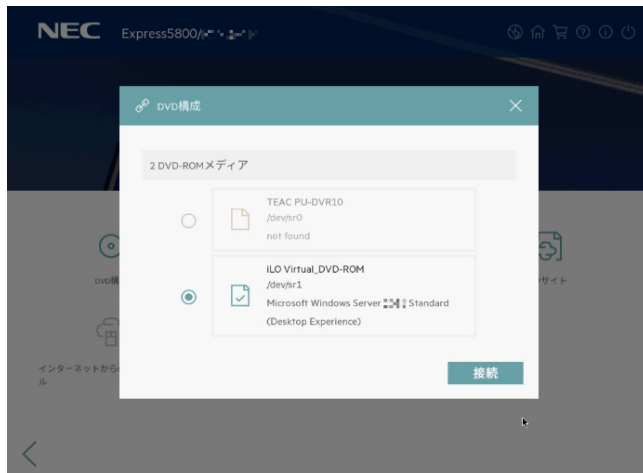 NEC
Express5800/
DVD構成
2 DVD-ROMメディア
TEAC PU-DVR10
/dev/sr0
not found
iLO Virtual_DVD-ROM
/dev/sr1
Microsoft Windows Server Standard
(Desktop Experience)
接続
DVD構
サイト
インターネットから
ル